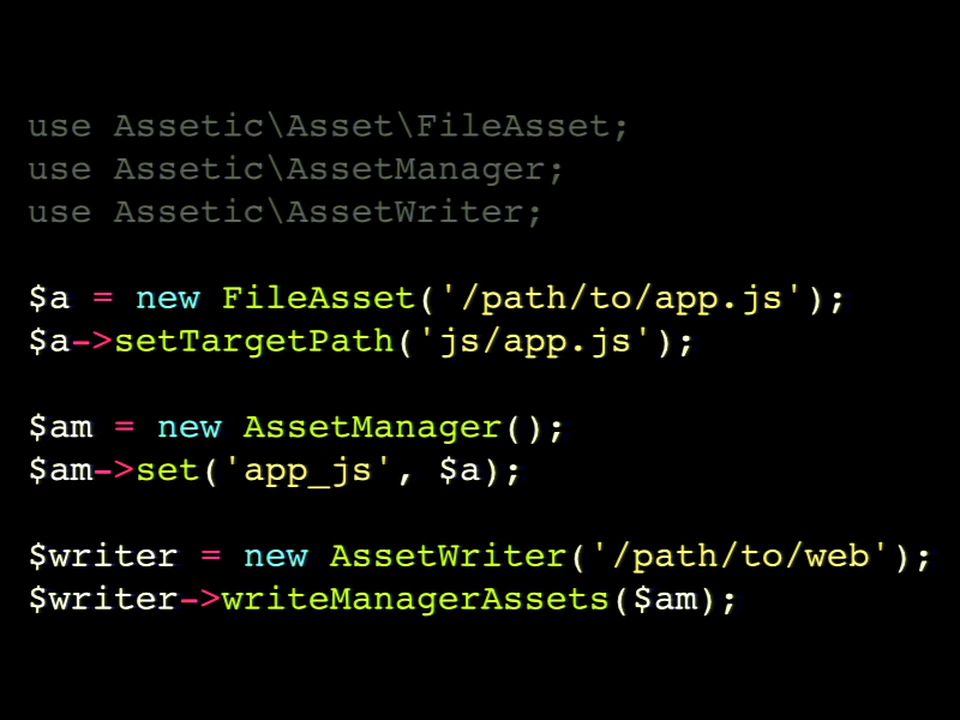 use Assetic\Asset\FileAsset;
use Assetic\AssetManager;
use Assetic\AssetWriter;
$a = new FileAsset('/path/to/app.js');
$a->setTargetPath('js/app.js');
$am = new AssetManager();
$am->set('app_js', $a);
$writer = new AssetWriter('/path/to/web');
$writer->writeManagerAssets($am);